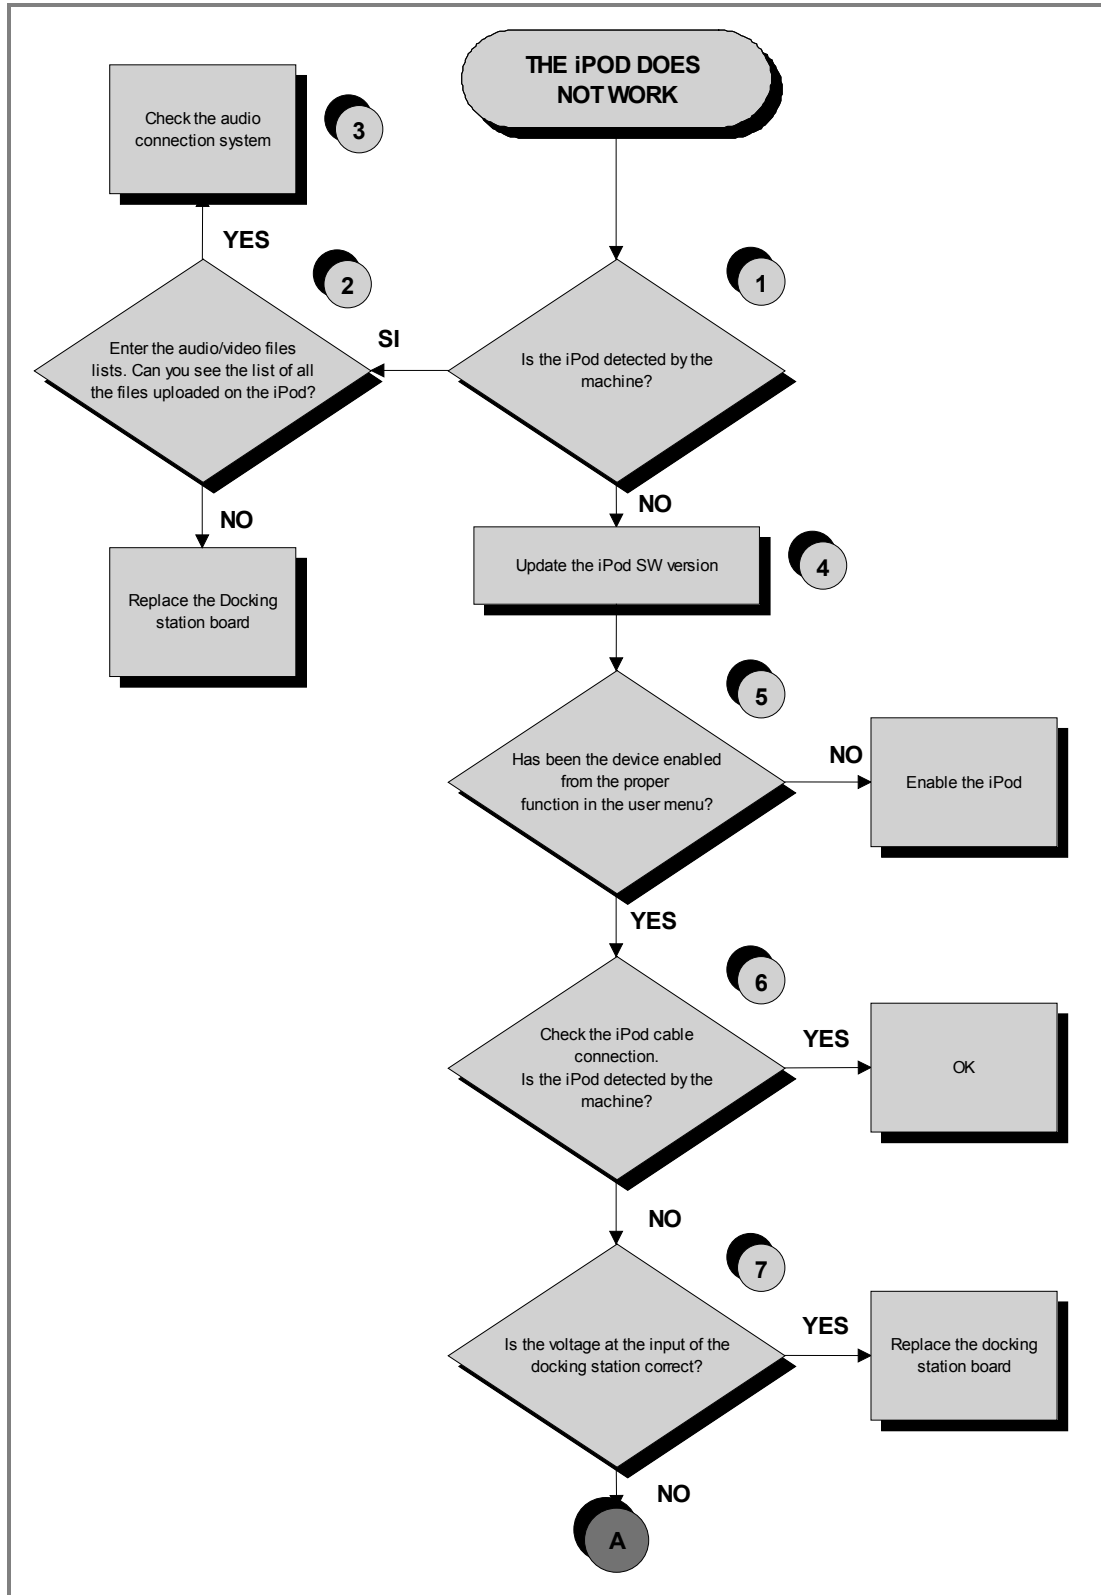 THE iPOD DOES
NOT WORK
Check the audio
connection system
3
YES
2
1
SI
Enter the audio/video files
lists. Can you see the list of all
the files uploaded on the iPod?
Is the iPod detected by the
machine?
NO
NO
Update the iPod SW version
4
Replace the Docking
station board
5
Has been the device enabled
from the proper
function in the user menu?
NO
Enable the iPod
YES
6
Check the iPod cable
connection.
Is the iPod detected by the
machine?
YES
OK
NO
7
Is the voltage at the input of the
docking station correct?
YES
Replace the docking
station board
NO
A